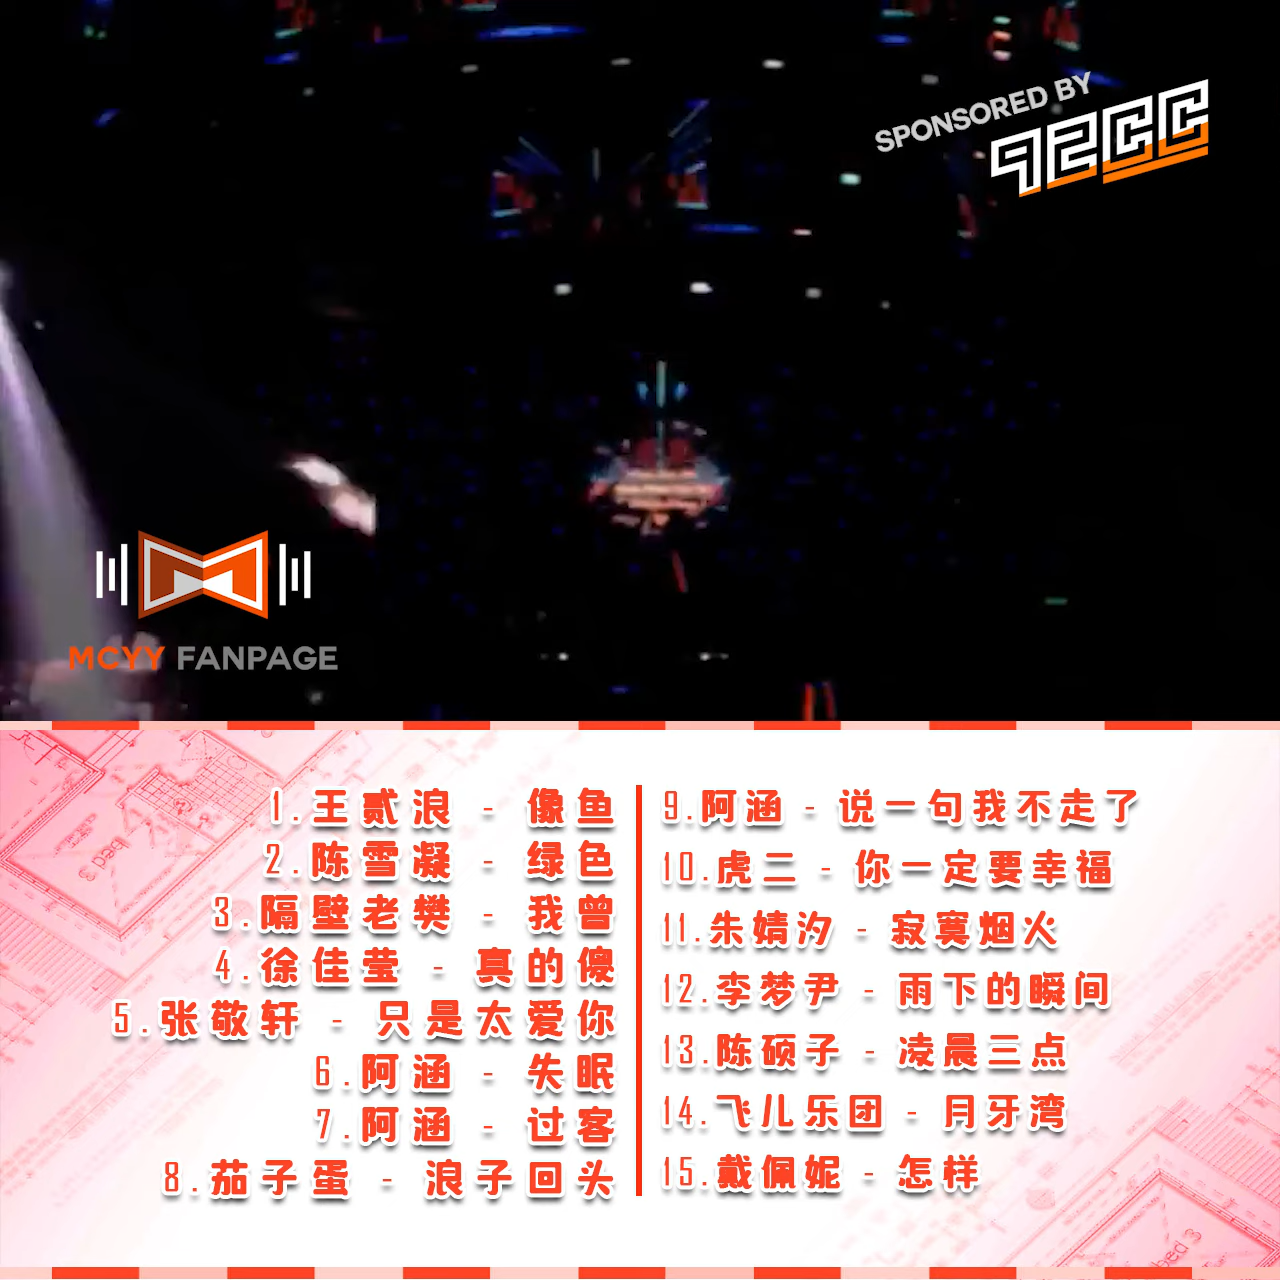 SPONSORED BY
92CC
MCYY FANPAGE
1.王贰浪 - 像鱼
2.陈雪凝 - 绿色
3.隔壁老樊 - 我曾
4.徐佳莹 - 真的傻
5.张敬轩 - 只是太爱你
6.阿涵 - 失眠
7.阿涵 - 过客
8.茄子蛋 - 浪子回头
9.阿涵 - 说一句我不走了
10.虎二 - 你一定要幸福
11.朱婧汐 - 寂寞烟火
12.李梦尹 - 雨下的瞬间
13.陈硕子 - 凌晨三点
14.飞儿乐团 - 月牙湾
15.戴佩妮 - 怎样